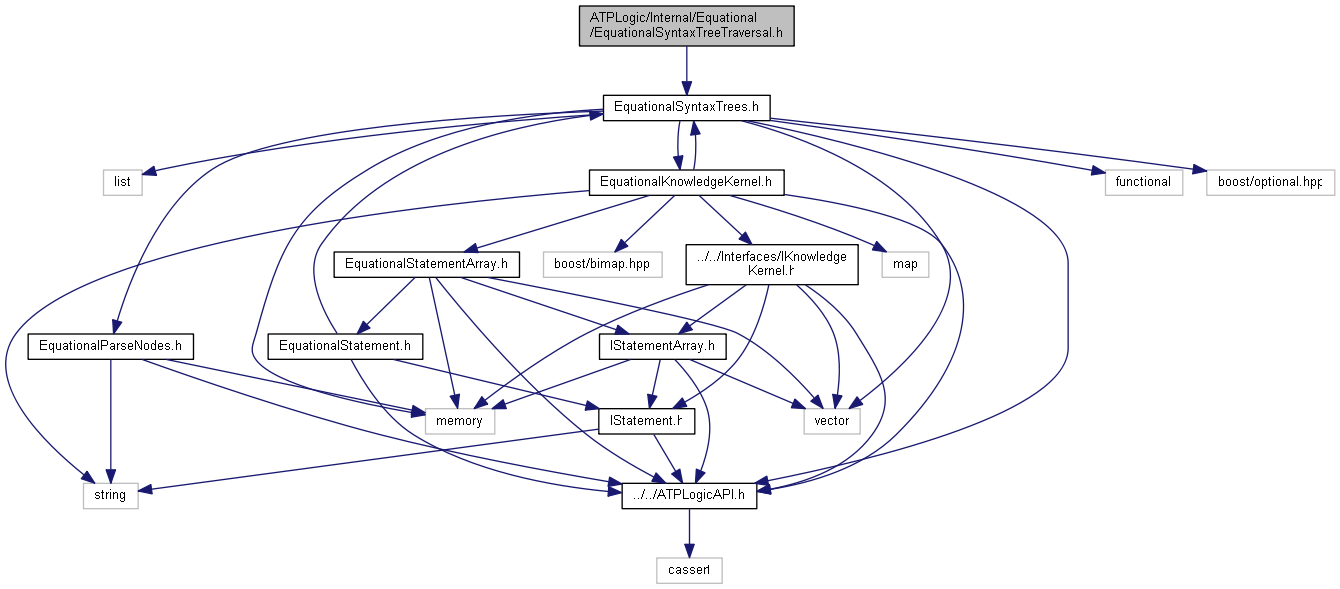 ATPLogic/Internal/Equational
/EquationalSyntaxTreeTraversal.h
EquationalSyntaxTrees.h
list
EquationalKnowledgeKernel.h
functional
boost/optional.hpp
EquationalStatementArray.h
boost/bimap.hpp
../../Interfaces/IKnowledge
Kernel.h
map
EquationalParseNodes.h
EquationalStatement.h
IStatementArray.h
memory
IStatement.h
vector
string
../../ATPLogicAPI.h
cassert